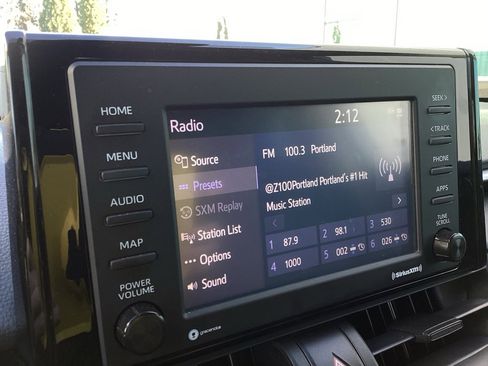 HOME
MENU
AUDIO
MAP
POWER
VOLUME
Radio
2:12
Source
Presets
SXM Replay
Station List
Options
Sound
FM 100.3 Portland
@Z100Portland Portland's #1 Hit
Music Station
1 87.9
2 98.1
3 530
4 1000
5 002
6 026
gracenote
SEEK >
< TRACK
PHONE
APPS
TUNE
SCROLL
SiriusXM